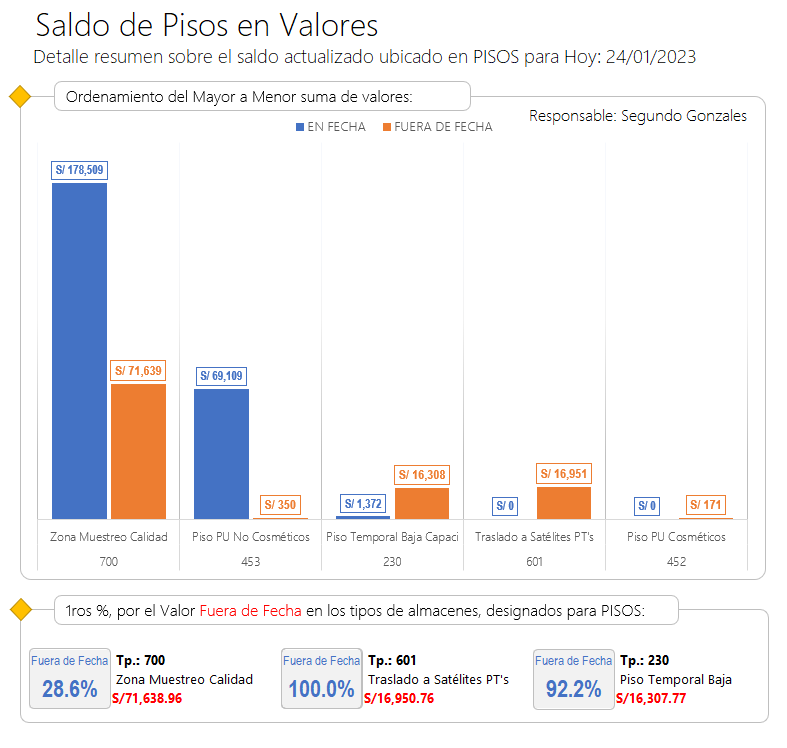 Saldo de Pisos en Valores
Detalle resumen sobre el saldo actualizado ubicado en PISOS para Hoy: 24/01/2023
Ordenamiento del Mayor a Menor suma de valores:
Responsable: Segundo Gonzales
EN FECHA FUERA DE FECHA
S/ 178,509
S/ 71,639
S/ 69,109
S/ 350
S/ 1,372
S/ 16,308
S/ 0
S/ 16,951
S/ 0
S/ 171
Zona Muestreo Calidad Piso PU No Cosméticos Piso Temporal Baja Capaci Traslado a Satélites PT's Piso PU Cosméticos
700 453 230 601 452
1ros %, por el Valor Fuera de Fecha en los tipos de almacenes, designados para PISOS:
Fuera de Fecha
28.6%
Tp.: 700
Zona Muestreo Calidad
S/71,638.96
Fuera de Fecha
100.0%
Tp.: 601
Traslado a Satélites PT's
S/16,950.76
Fuera de Fecha
92.2%
Tp.: 230
Piso Temporal Baja
S/16,307.77